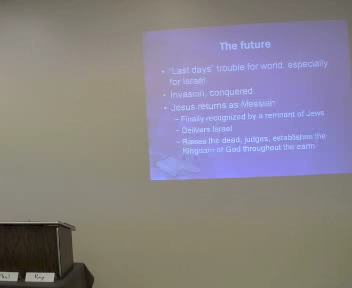 The future
• "Last days" trouble for world, especially
for Israel
• Invasion, conquered
• Jesus returns as Messiah
– Finally recognized by a remnant of Jews
– Delivers Israel
– Raises the dead, judges, establishes the
Kingdom of God throughout the earth
Ray